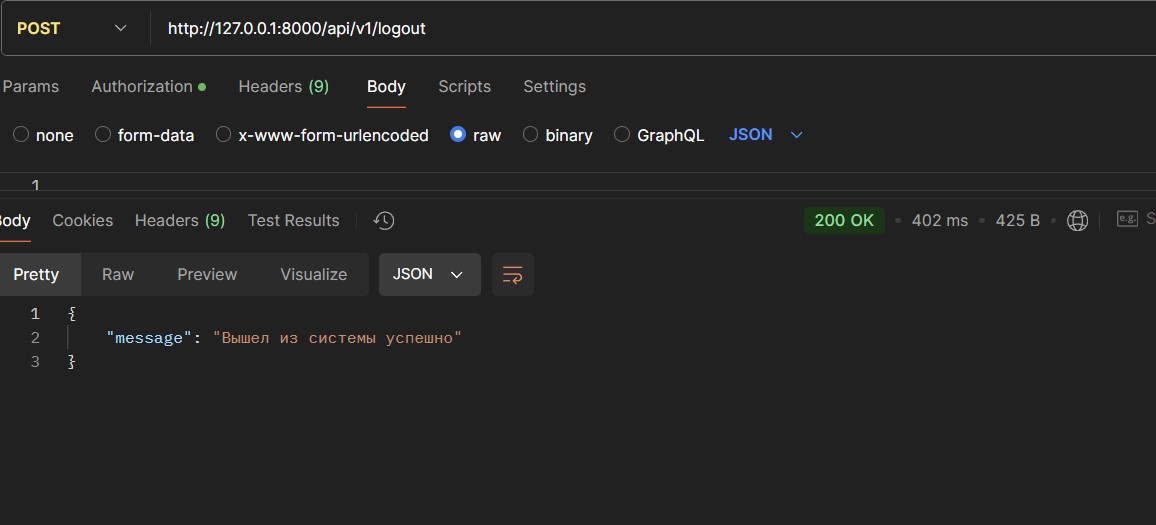 POST http://127.0.0.1:8000/api/v1/logout
Params Authorization Headers (9) Body Scripts Settings
none form-data x-www-form-urlencoded raw binary GraphQL JSON
1
Body Cookies Headers (9) Test Results 200 OK 402 ms 425 B e.g. S
Pretty Raw Preview Visualize JSON
1 {
2 "message": "Вышел из системы успешно"
3 }